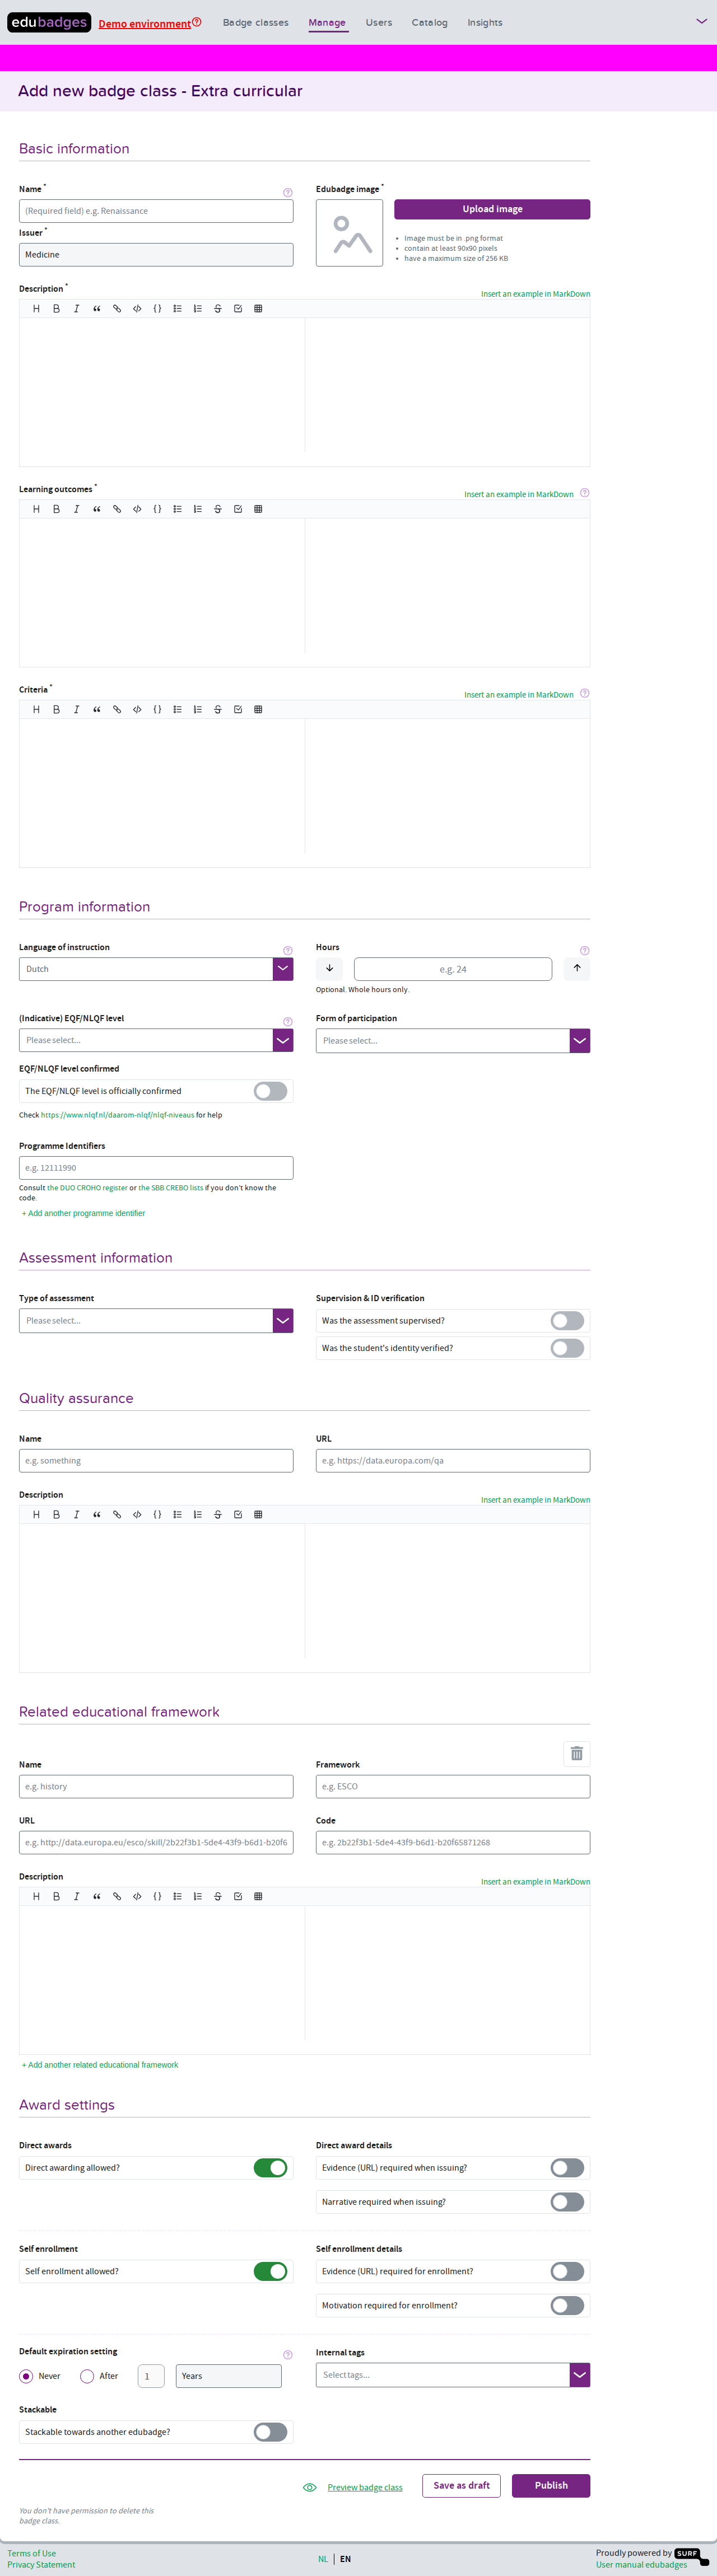 edubadges Demo environment Badge classes Manage Users Catalog Insights
Add new badge class - Extra curricular
Basic information
Name *
(Required field) e.g. Renaissance
Issuer *
Medicine
Edubadge image *
Upload image
• Image must be in .png format
• contain at least 90x90 pixels
• have a maximum size of 256 KB
Description *
Insert an example in MarkDown
Learning outcomes *
Insert an example in MarkDown
Criteria *
Insert an example in MarkDown
Program information
Language of instruction
Dutch
Hours
e.g. 24
Optional. Whole hours only.
(Indicative) EQF/NLQF level
Please select...
Form of participation
Please select...
EQF/NLQF level confirmed
The EQF/NLQF level is officially confirmed
Check https://www.nlqf.nl/daarom-nlqf/nlqf-niveaus for help
Programme Identifiers
e.g. 12111990
Consult the DUO CROHO register or the SBB CREBO lists if you don't know the
code.
+ Add another programme identifier
Assessment information
Type of assessment
Please select...
Supervision & ID verification
Was the assessment supervised?
Was the student's identity verified?
Quality assurance
Name
e.g. something
URL
e.g. https://data.europa.com/qa
Description
Insert an example in MarkDown
Related educational framework
Name
e.g. history
Framework
e.g. ESCO
URL
e.g. http://data.europa.eu/esco/skill/2b22f3b1-5de4-43f9-b6d1-b20f6
Code
e.g. 2b22f3b1-5de4-43f9-b6d1-b20f65871268
Description
Insert an example in MarkDown
+ Add another related educational framework
Award settings
Direct awards
Direct awarding allowed?
Direct award details
Evidence (URL) required when issuing?
Narrative required when issuing?
Self enrollment
Self enrollment allowed?
Self enrollment details
Evidence (URL) required for enrollment?
Motivation required for enrollment?
Default expiration setting
Never After 1 Years
Internal tags
Select tags...
Stackable
Stackable towards another edubadge?
Preview badge class Save as draft Publish
You don't have permission to delete this
badge class.
Terms of Use
Privacy Statement
NL EN
Proudly powered by SURF
User manual edubadges